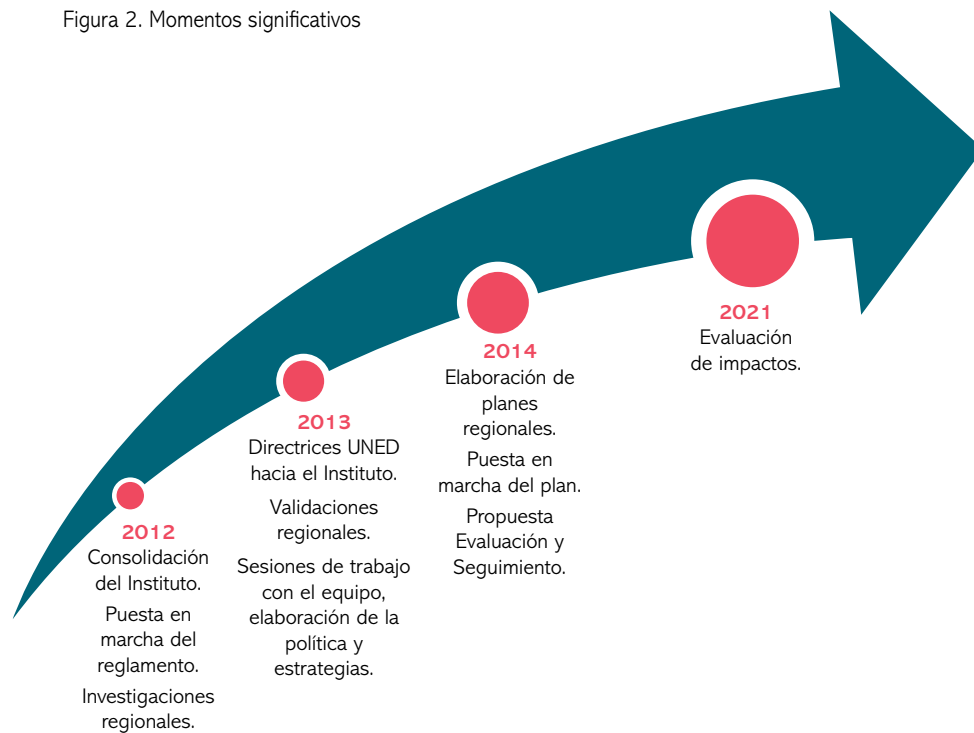 Figura 2. Momentos significativos
2012
Consolidación
del Instituto.
Puesta en
marcha del
reglamento.
Investigaciones
regionales.
2013
Directrices UNED
hacia el Instituto.
Validaciones
regionales.
Sesiones de trabajo
con el equipo,
elaboración de la
política y
estrategias.
2014
Elaboración de
planes
regionales.
Puesta en
marcha del plan.
Propuesta
Evaluación y
Seguimiento.
2021
Evaluación
de impactos.